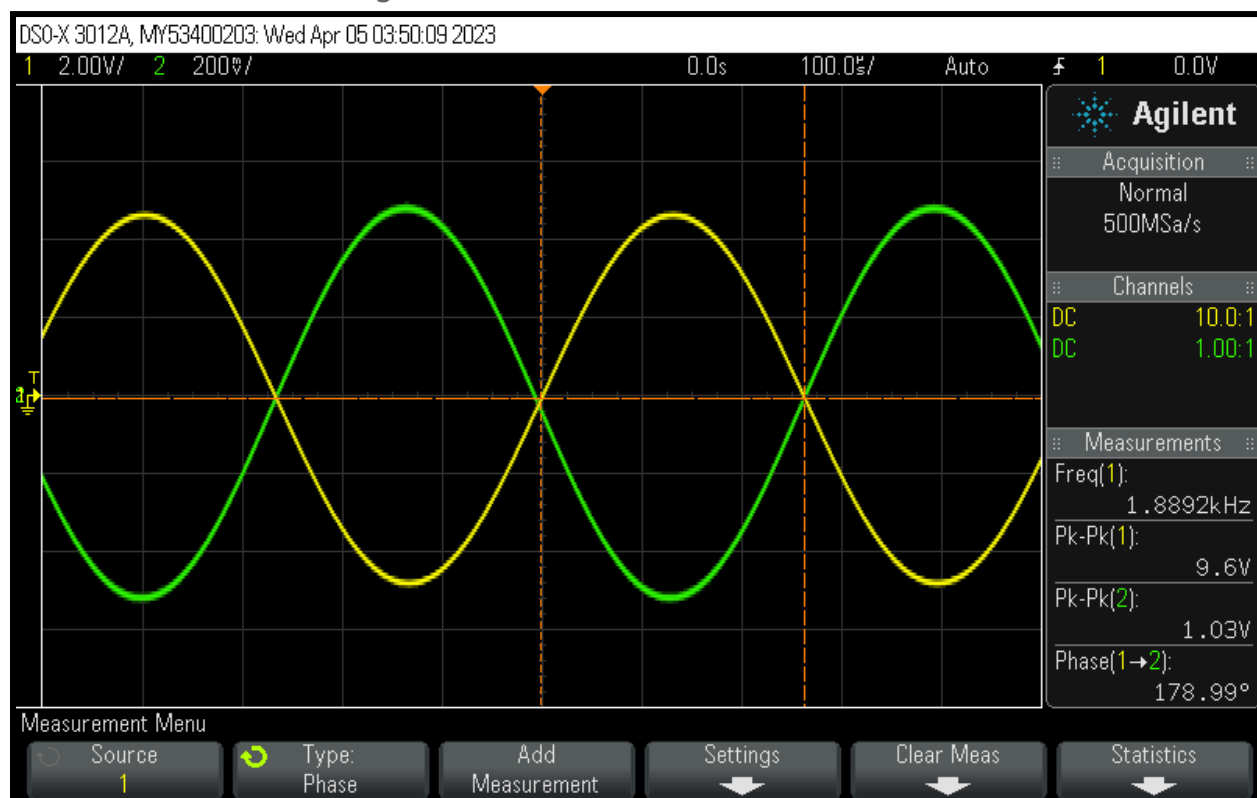 DSO-X 3012A, MY53400203: Wed Apr 05 03:50:09 2023
1 2.00V/ 2 200mV/ 0.0s 100.0us/ Auto 1 0.0V
Agilent
Acquisition
Normal
500MSa/s
Channels
DC 10.0:1
DC 1.00:1
T
Measurements
Freq(1):
1.8892kHz
Pk-Pk(1):
9.6V
Pk-Pk(2):
1.03V
Phase(1→2):
178.99°
Measurement Menu
Source
1
Type:
Phase
Add
Measurement
Settings
Clear Meas
Statistics